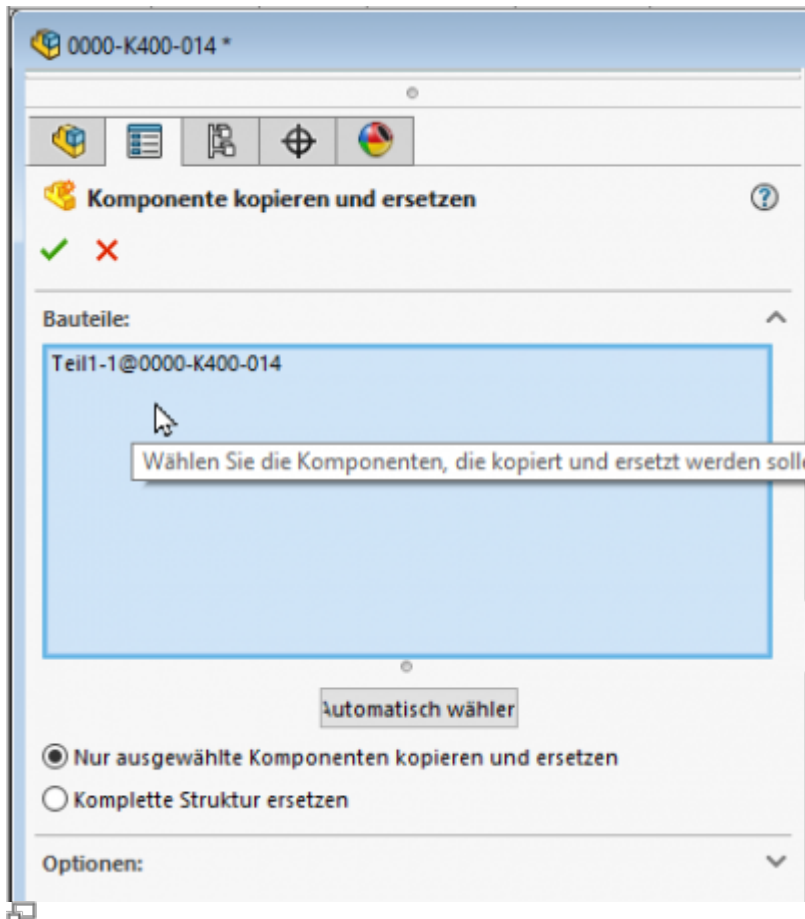 0000-K400-014 *
Komponente kopieren und ersetzen
Bauteile:
Teil1-1@0000-K400-014
Wählen Sie die Komponenten, die kopiert und ersetzt werden solle
Automatisch wähler
Nur ausgewählte Komponenten kopieren und ersetzen
Komplette Struktur ersetzen
Optionen: